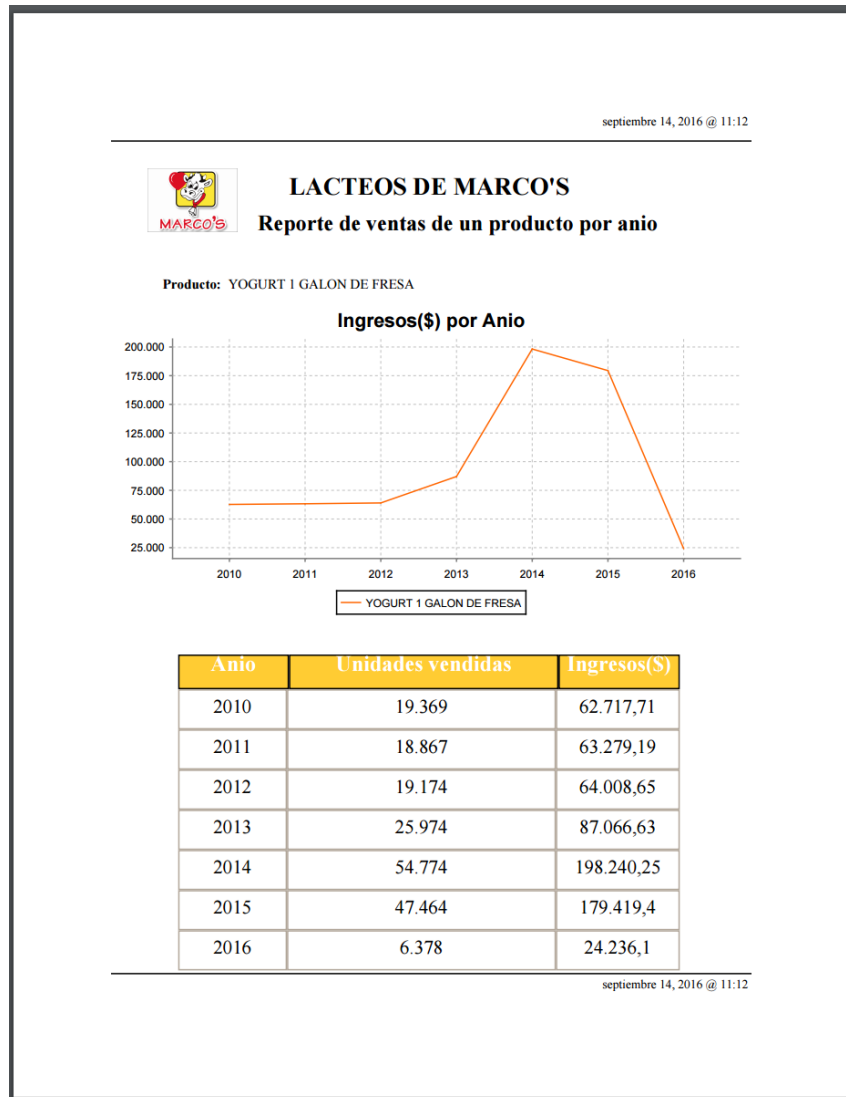 septiembre 14, 2016 @ 11:12
MARCO'S
LACTEOS DE MARCO'S
Reporte de ventas de un producto por anio
Producto: YOGURT 1 GALON DE FRESA
Ingresos($) por Anio
200.000
175.000
150.000
125.000
100.000
75.000
50.000
25.000
2010 2011 2012 2013 2014 2015 2016
YOGURT 1 GALON DE FRESA
Anio Unidades vendidas Ingresos($)
2010 19.369 62.717,71
2011 18.867 63.279,19
2012 19.174 64.008,65
2013 25.974 87.066,63
2014 54.774 198.240,25
2015 47.464 179.419,4
2016 6.378 24.236,1
septiembre 14, 2016 @ 11:12